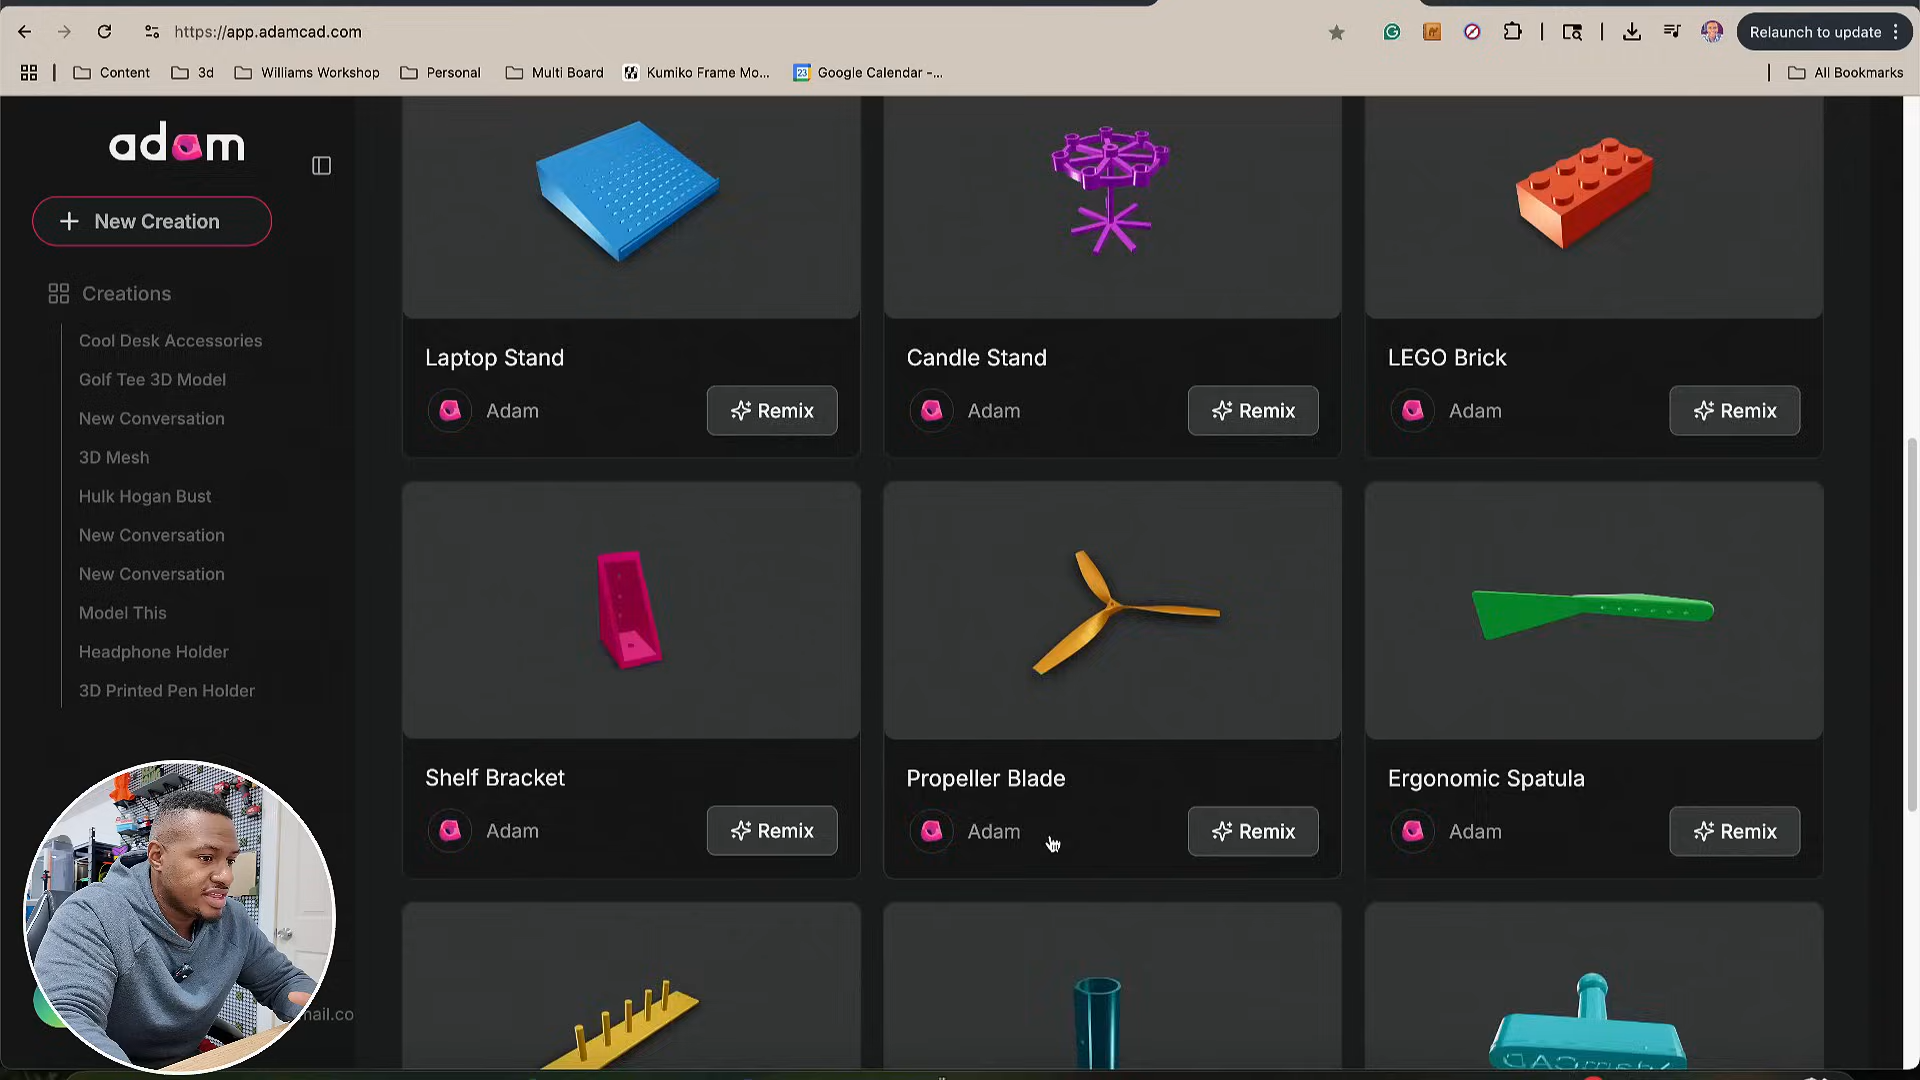 https://app.adamcad.com
Relaunch to update
Content
3d
Williams Workshop
Personal
Multi Board
Kumiko Frame Mo...
23
Google Calendar -...
All Bookmarks
adam
New Creation
Creations
Cool Desk Accessories
Golf Tee 3D Model
New Conversation
3D Mesh
Hulk Hogan Bust
New Conversation
New Conversation
Model This
Headphone Holder
3D Printed Pen Holder
nail.co
Laptop Stand
Adam
Remix
Candle Stand
Adam
Remix
LEGO Brick
Adam
Remix
Shelf Bracket
Adam
Remix
Propeller Blade
Adam
Remix
Ergonomic Spatula
Adam
Remix